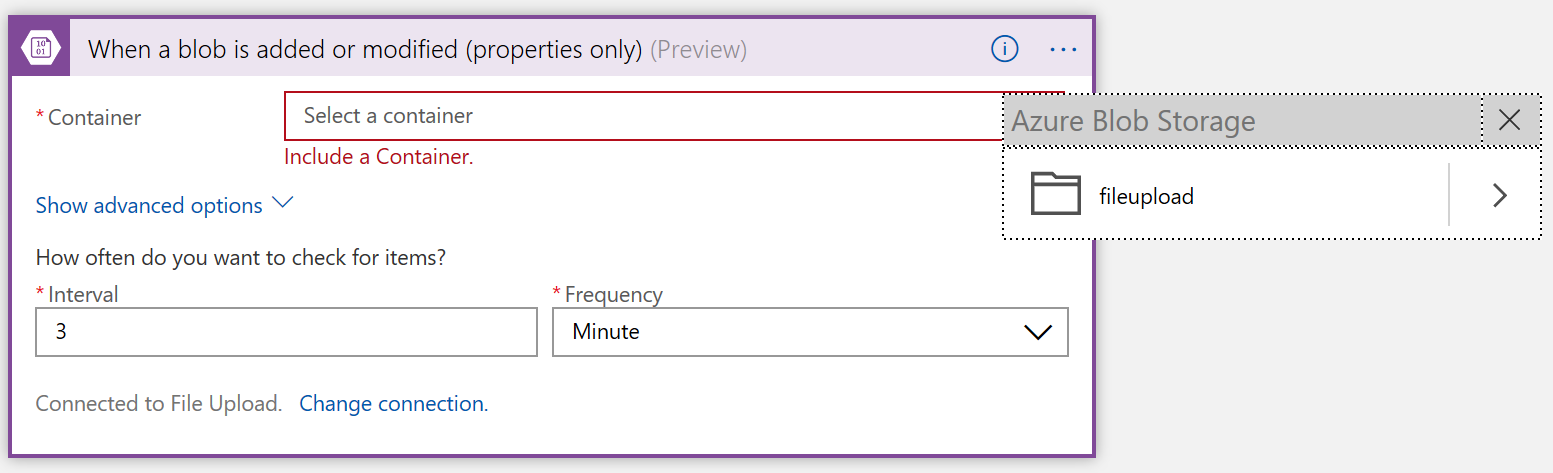 10
01
When a blob is added or modified (properties only) (Preview)
* Container
Select a container
Include a Container.
Azure Blob Storage
fileupload
Show advanced options
How often do you want to check for items?
* Interval
* Frequency
3
Minute
Connected to File Upload. Change connection.